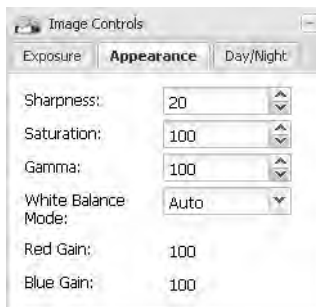 Image Controls
Exposure Appearance Day/Night
Sharpness: 20
Saturation: 100
Gamma: 100
White Balance Mode: Auto
Red Gain: 100
Blue Gain: 100